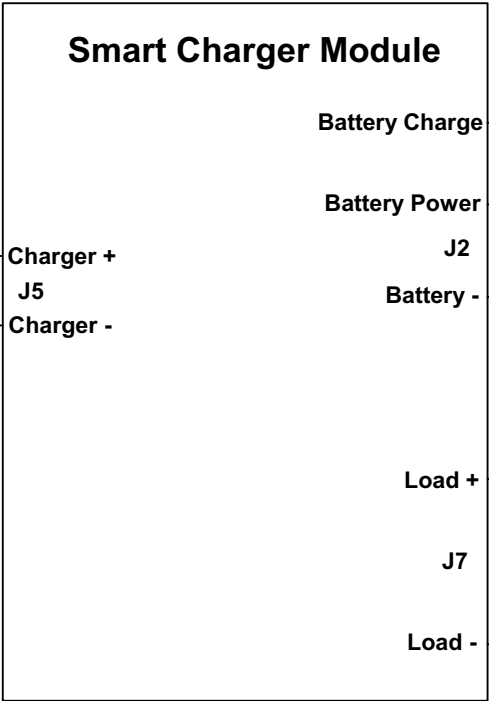 Smart Charger Module
Battery Charge
Battery Power
Charger +
J2
J5
Battery -
Charger -
Load +
J7
Load -